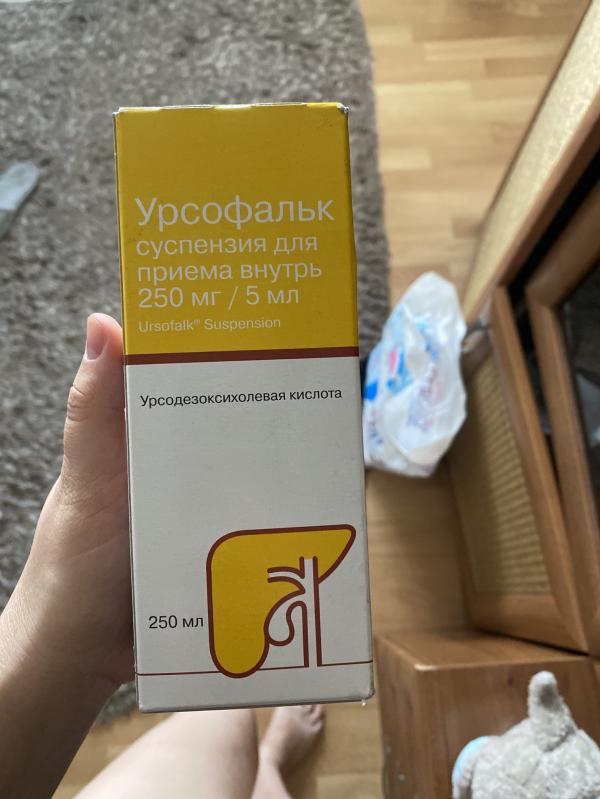 Урсофальк
суспензия для
приема внутрь
250 мг / 5 мл
Ursofalk® Suspension
Урсодезоксихолевая кислота
250 мл